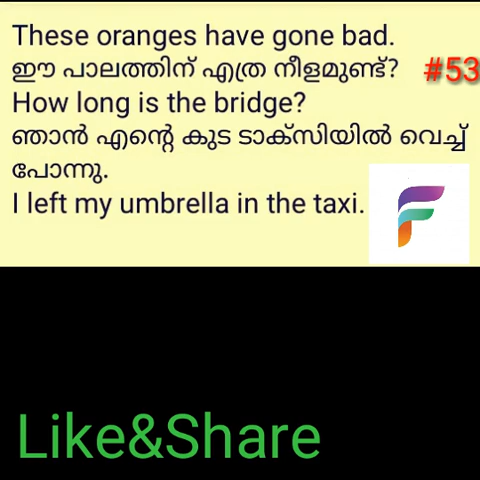 These oranges have gone bad.
ഈ പാലത്തിന് എത്ര നീളമുണ്ട്? #53
How long is the bridge?
ഞാൻ എന്റെ കുട ടാക്സിയിൽ വെച്ച്
പോന്നു.
I left my umbrella in the taxi.
F
Like&Share